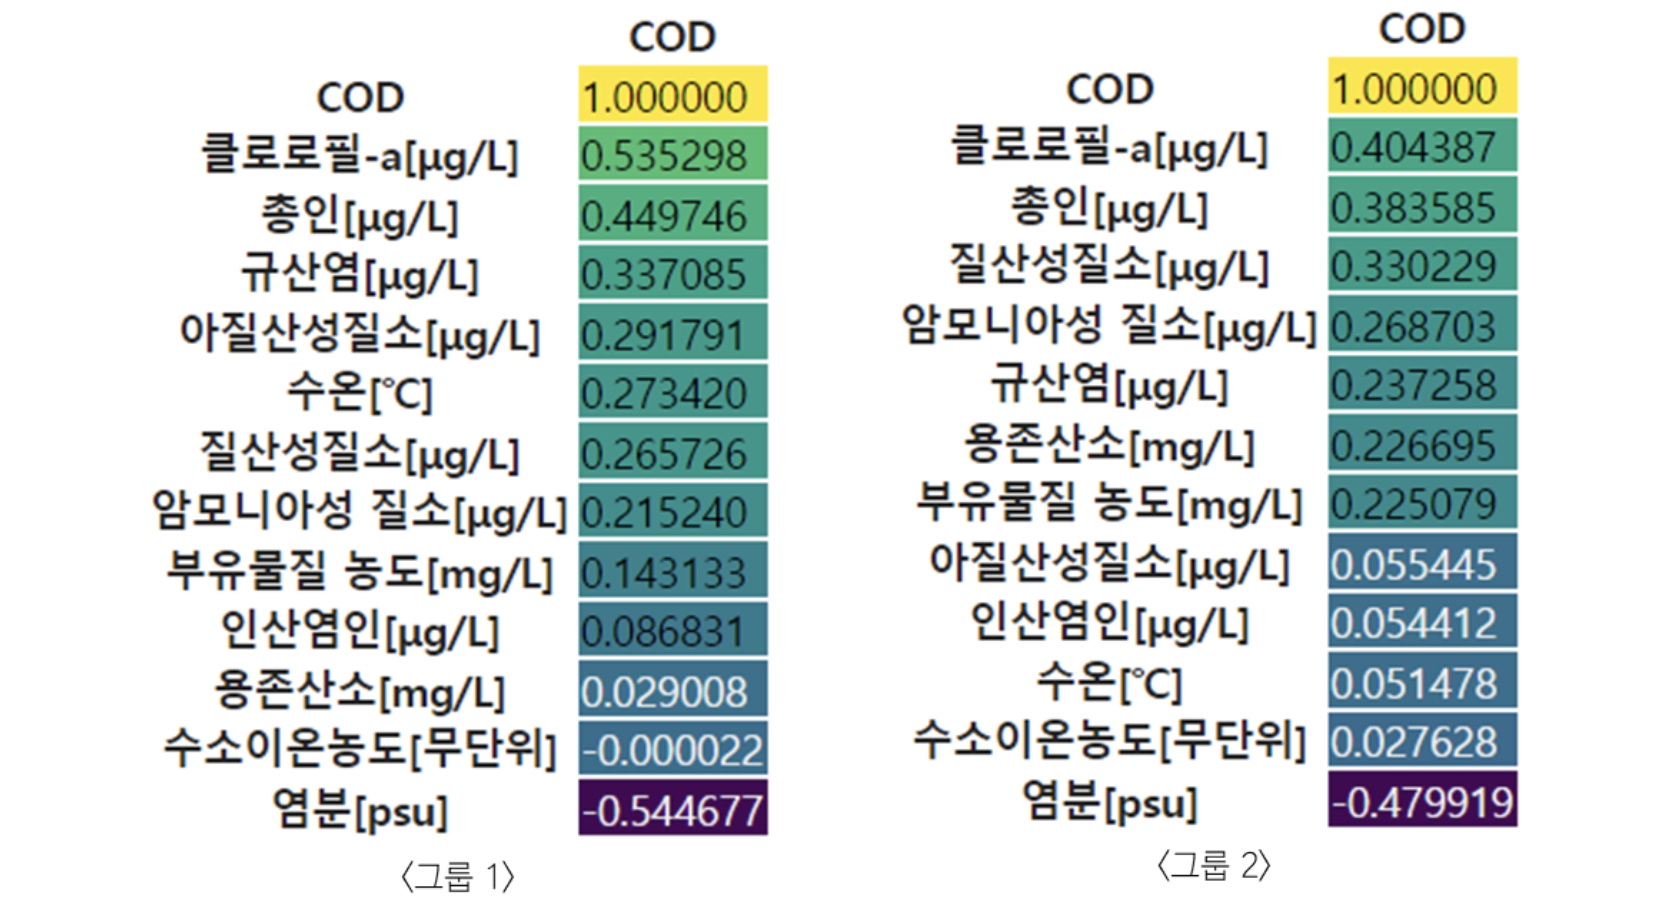 COD
COD 1.000000
클로로필-a[µg/L] 0.535298
총인[µg/L] 0.449746
규산염[µg/L] 0.337085
아질산성질소[µg/L] 0.291791
수온[℃] 0.273420
질산성질소[µg/L] 0.265726
암모니아성 질소[µg/L] 0.215240
부유물질 농도[mg/L] 0.143133
인산염인[µg/L] 0.086831
용존산소[mg/L] 0.029008
수소이온농도[무단위] -0.000022
염분[psu] -0.544677
〈그룹 1〉
COD
COD 1.000000
클로로필-a[µg/L] 0.404387
총인[µg/L] 0.383585
질산성질소[µg/L] 0.330229
암모니아성 질소[µg/L] 0.268703
규산염[µg/L] 0.237258
용존산소[mg/L] 0.226695
부유물질 농도[mg/L] 0.225079
아질산성질소[µg/L] 0.055445
인산염인[µg/L] 0.054412
수온[℃] 0.051478
수소이온농도[무단위] 0.027628
염분[psu] -0.479919
〈그룹 2〉